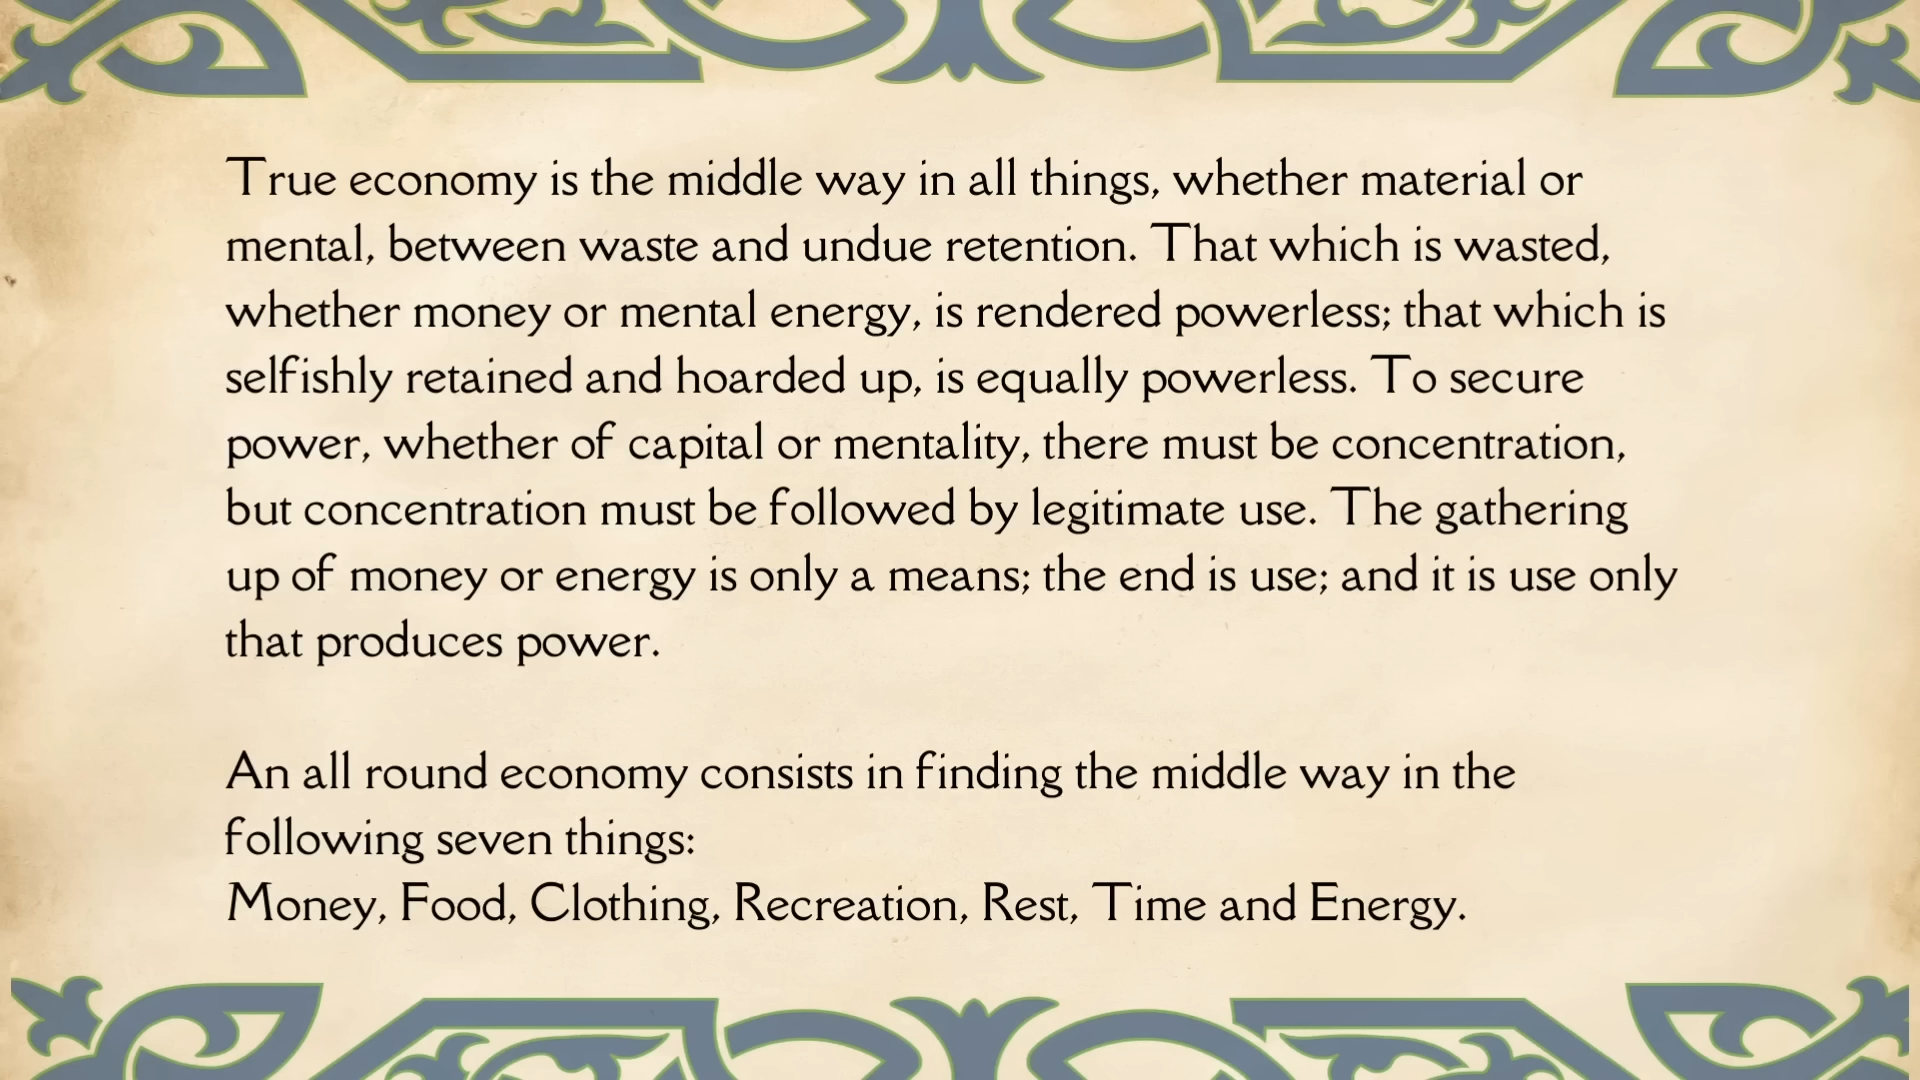 True economy is the middle way in all things, whether material or
mental, between waste and undue retention. That which is wasted,
whether money or mental energy, is rendered powerless; that which is
selfishly retained and hoarded up, is equally powerless. To secure
power, whether of capital or mentality, there must be concentration,
but concentration must be followed by legitimate use. The gathering
up of money or energy is only a means; the end is use; and it is use only
that produces power.
An all round economy consists in finding the middle way in the
following seven things:
Money, Food, Clothing, Recreation, Rest, Time and Energy.